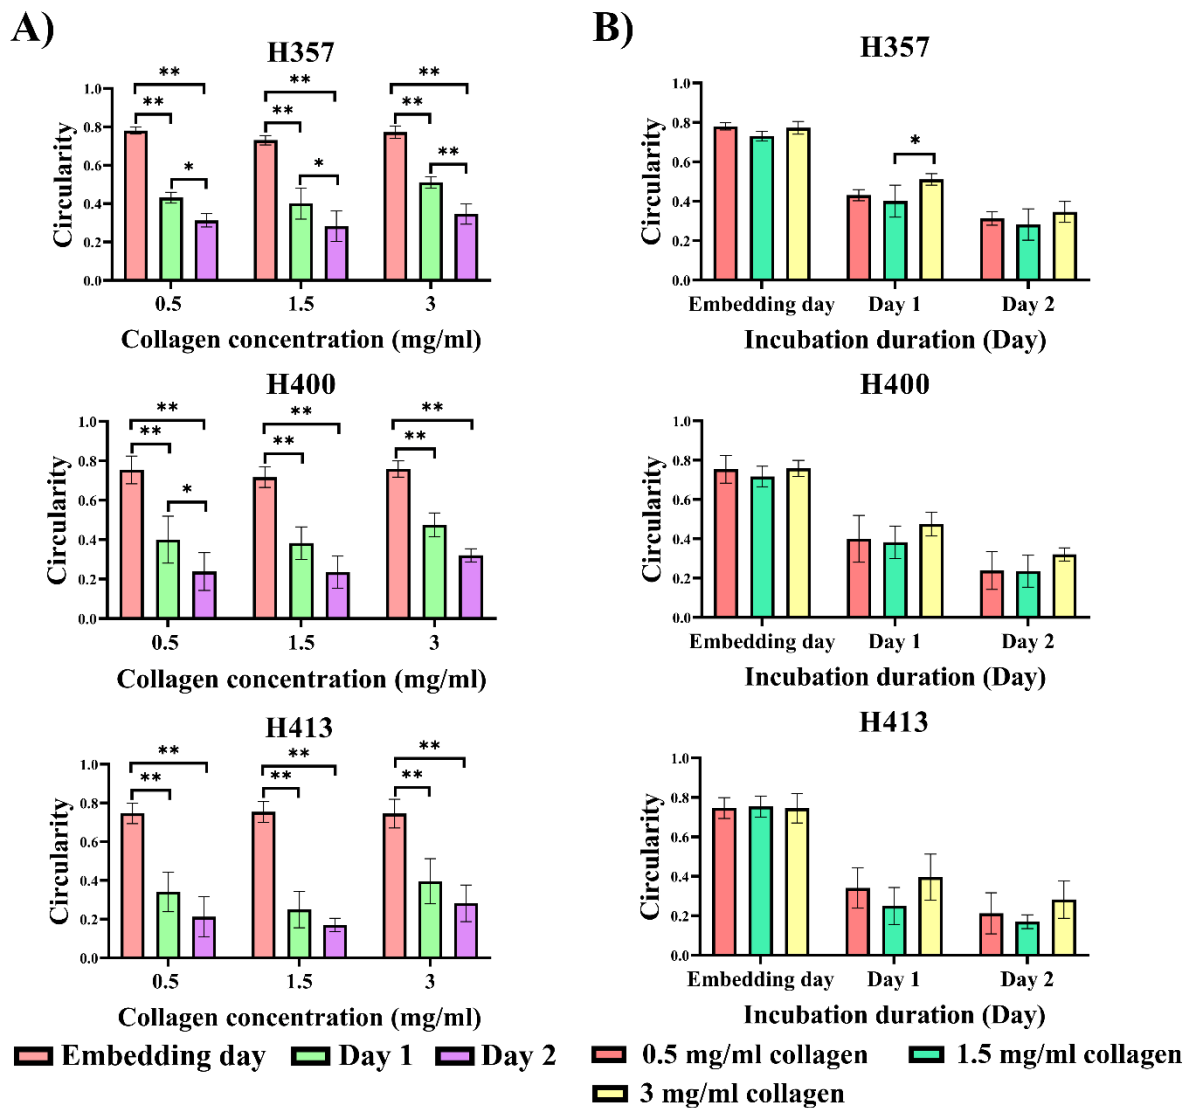 A)
B)
H357
** ** **
** ** **
* * **
Circularity
1.0
0.8
0.6
0.4
0.2
0.0
0.5 1.5 3
Collagen concentration (mg/ml)
H357
*
Circularity
1.0
0.8
0.6
0.4
0.2
0.0
Embedding day Day 1 Day 2
Incubation duration (Day)
H400
** ** **
** ** **
*
Circularity
1.0
0.8
0.6
0.4
0.2
0.0
0.5 1.5 3
Collagen concentration (mg/ml)
H400
Circularity
1.0
0.8
0.6
0.4
0.2
0.0
Embedding day Day 1 Day 2
Incubation duration (Day)
H413
** ** **
** ** **
Circularity
1.0
0.8
0.6
0.4
0.2
0.0
0.5 1.5 3
Collagen concentration (mg/ml)
H413
Circularity
1.0
0.8
0.6
0.4
0.2
0.0
Embedding day Day 1 Day 2
Incubation duration (Day)
Embedding day Day 1 Day 2
0.5 mg/ml collagen 1.5 mg/ml collagen
3 mg/ml collagen